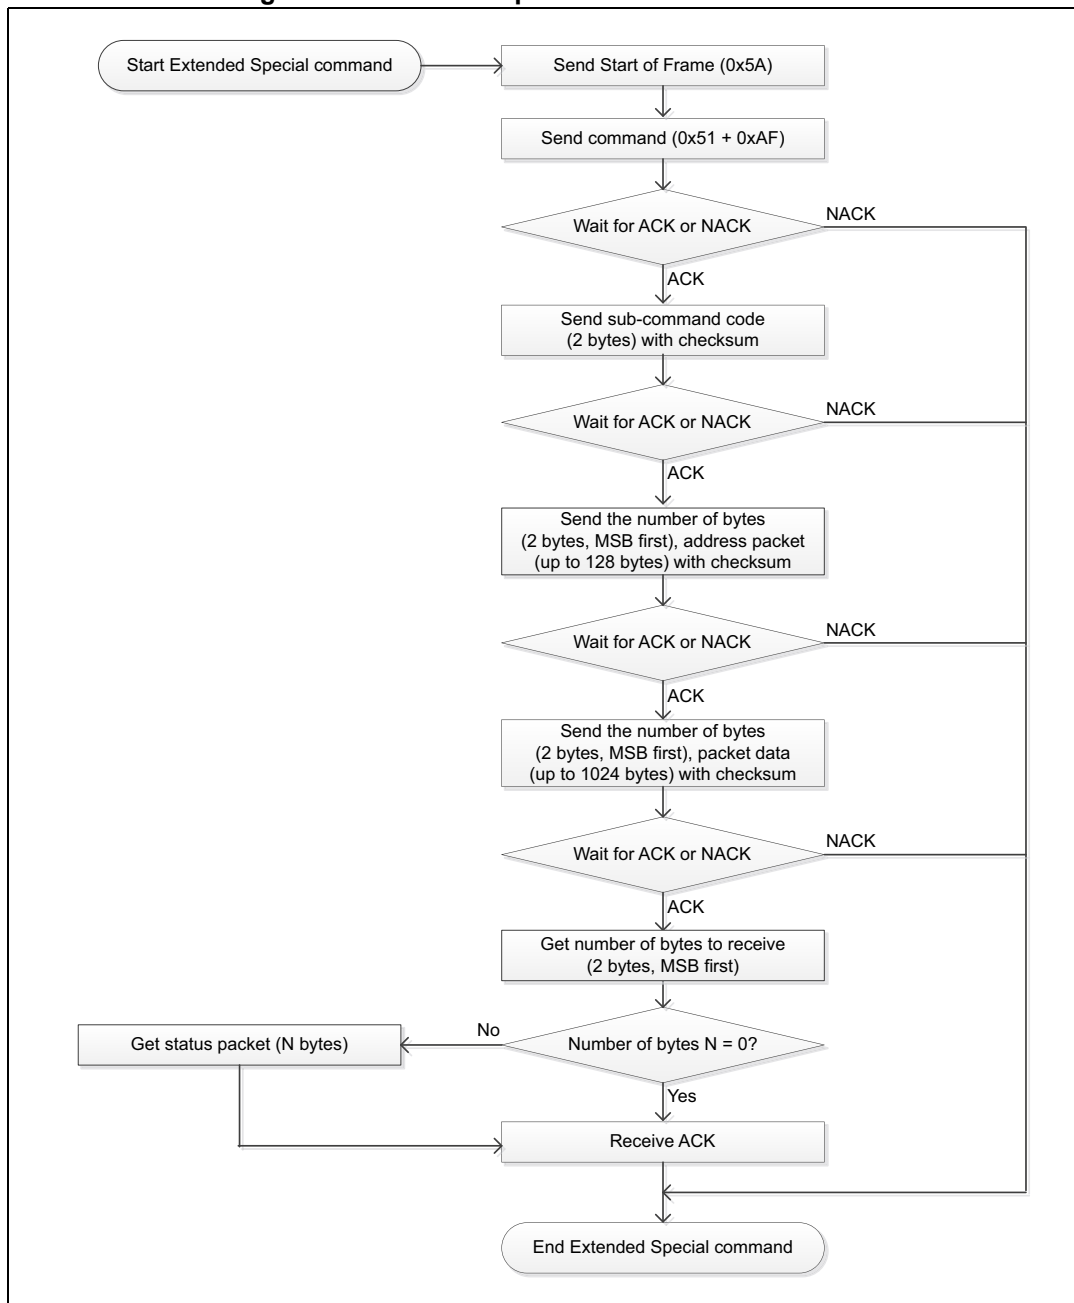 Start Extended Special command
Send Start of Frame (0x5A)
Send command (0x51 + 0xAF)
Wait for ACK or NACK
NACK
ACK
Send sub-command code
(2 bytes) with checksum
Wait for ACK or NACK
NACK
ACK
Send the number of bytes
(2 bytes, MSB first), address packet
(up to 128 bytes) with checksum
Wait for ACK or NACK
NACK
ACK
Send the number of bytes
(2 bytes, MSB first), packet data
(up to 1024 bytes) with checksum
Wait for ACK or NACK
NACK
ACK
Get number of bytes to receive
(2 bytes, MSB first)
Number of bytes N = 0?
No
Get status packet (N bytes)
Yes
Receive ACK
End Extended Special command